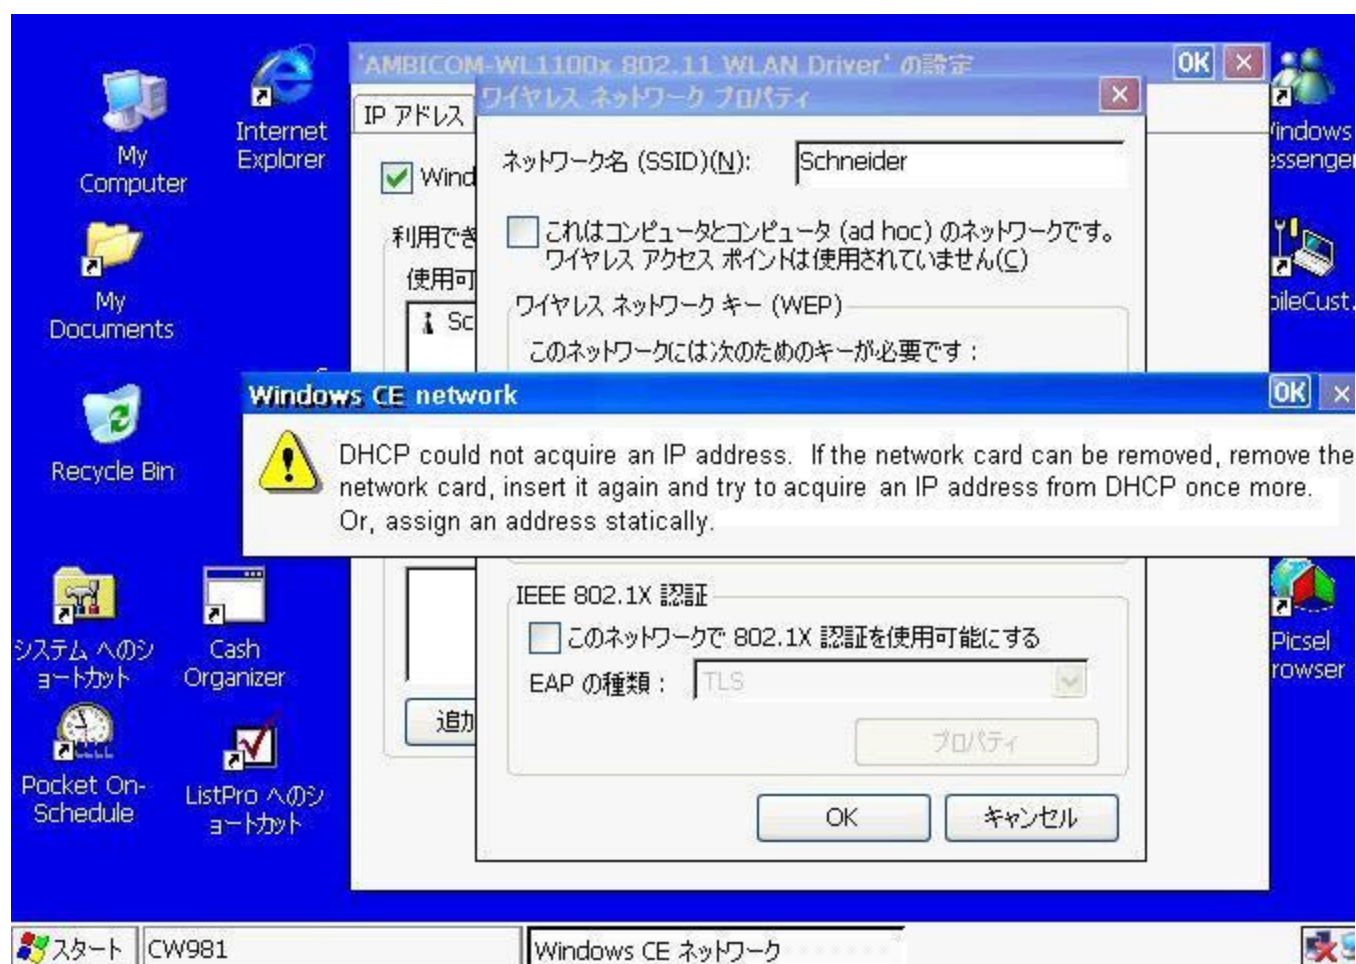 'AMBICOM-WL1100x 802.11 WLAN Driver' の設定
OK
ワイヤレス ネットワーク プロパティ
IP アドレス
My
Computer
Internet
Explorer
My
Documents
Recycle Bin
Wind
利用でき
使用可
Sc
ネットワーク名 (SSID)(N):
Schneider
これはコンピュータとコンピュータ (ad hoc) のネットワークです。
ワイヤレス アクセス ポイントは使用されていません(C)
ワイヤレス ネットワーク キー (WEP)
このネットワークには次のためのキーが必要です：
indows
ssenger
bileCust.
Windows CE network
OK
DHCP could not acquire an IP address. If the network card can be removed, remove the
network card, insert it again and try to acquire an IP address from DHCP once more.
Or, assign an address statically.
IEEE 802.1X 認証
このネットワークで 802.1X 認証を使用可能にする
EAP の種類：
TLS
プロパティ
追加
OK
キャンセル
システム へのシ
ョートカット
Cash
Organizer
Pocket On-
Schedule
ListPro へのシ
ョートカット
Picsel
rowser
スタート
CW981
Windows CE ネットワーク